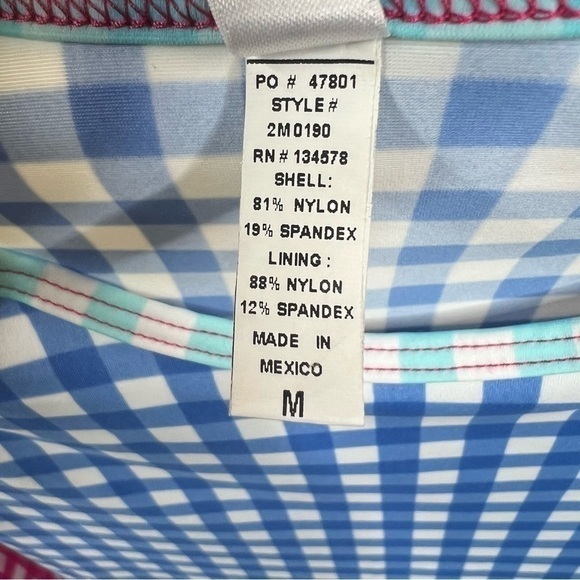 PO # 47801
STYLE#
2M0190
RN # 134578
SHELL:
81% NYLON
19% SPANDEX
LINING :
88% NYLON
12% SPANDEX
MADE IN
MEXICO
M